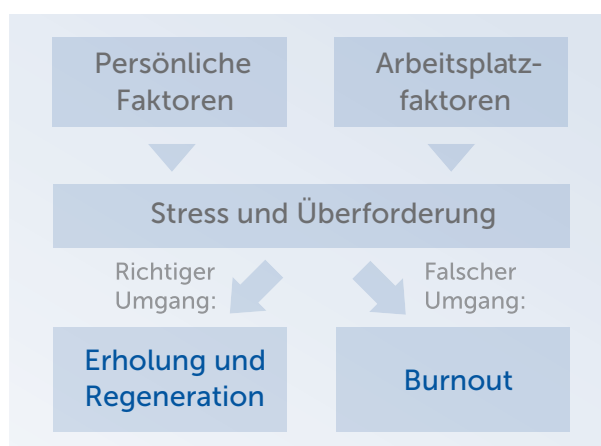 Persönliche
Faktoren
Arbeitsplatz-
faktoren
Stress und Überforderung
Richtiger
Umgang:
Falscher
Umgang:
Erholung und
Regeneration
Burnout